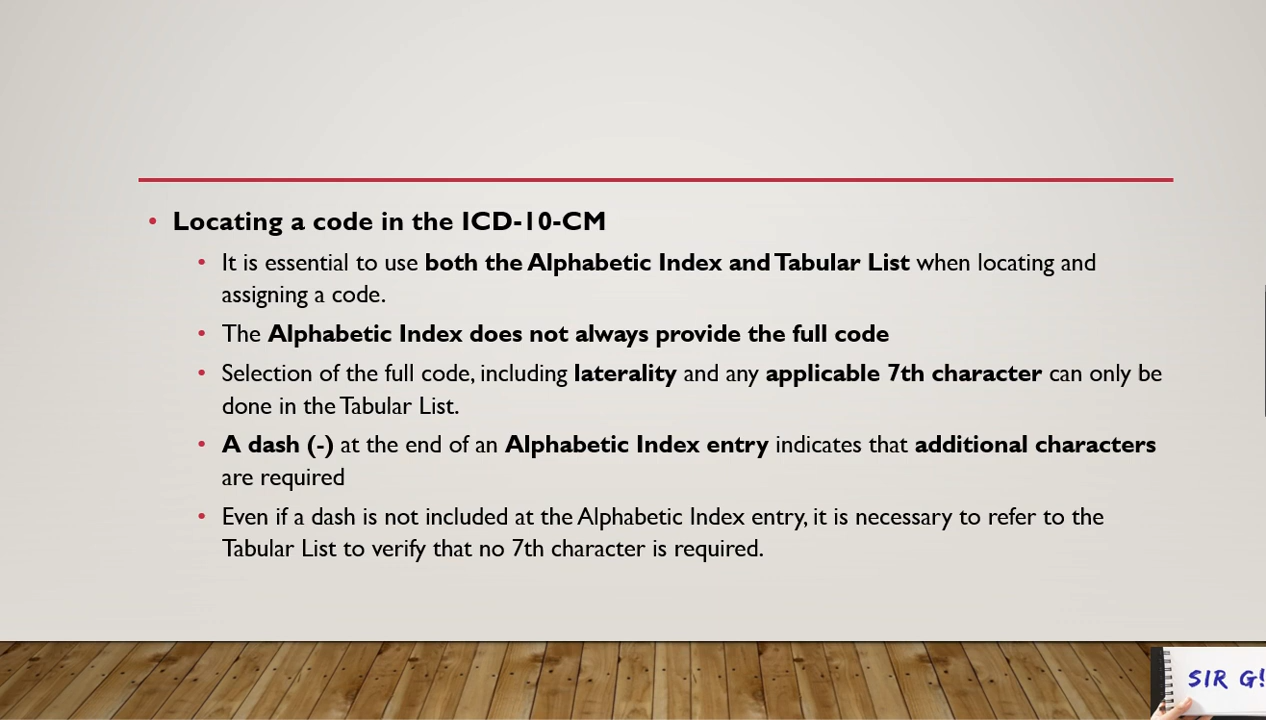 • Locating a code in the ICD-10-CM
• It is essential to use both the Alphabetic Index and Tabular List when locating and
assigning a code.
• The Alphabetic Index does not always provide the full code
• Selection of the full code, including laterality and any applicable 7th character can only be
done in the Tabular List.
• A dash (-) at the end of an Alphabetic Index entry indicates that additional characters
are required
• Even if a dash is not included at the Alphabetic Index entry, it is necessary to refer to the
Tabular List to verify that no 7th character is required.
SIR G!